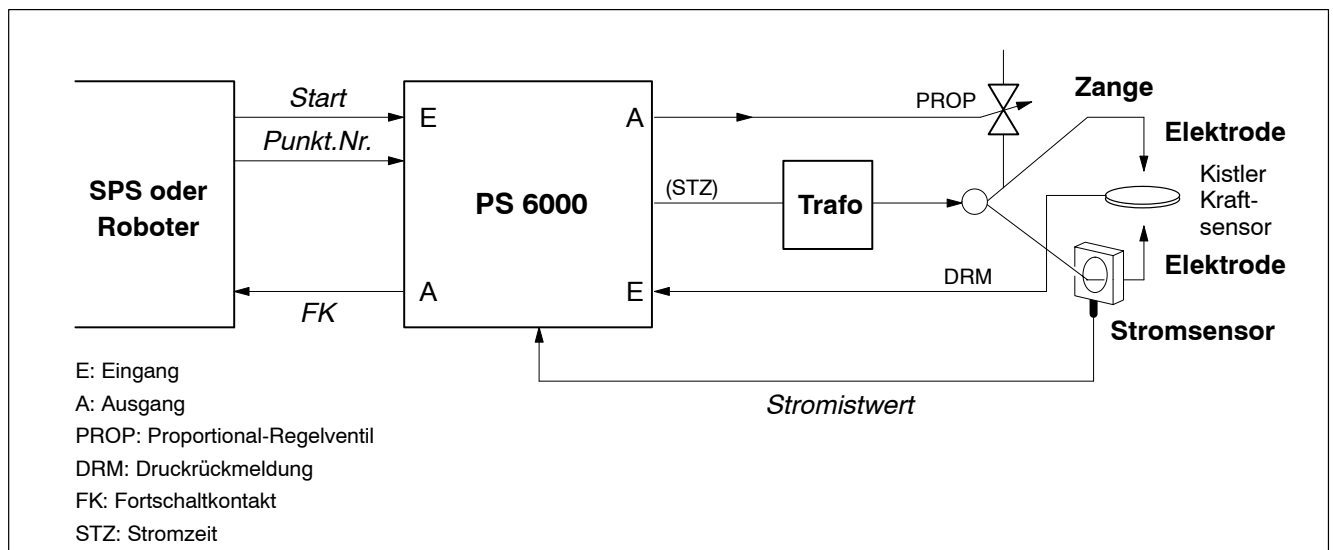 Start
Punkt.Nr.
SPS oder
Roboter
FK
E
A
PS 6000
A
E
PROP
(STZ)
Trafo
DRM
Zange
Elektrode
Kistler
Kraft-
sensor
Elektrode
Stromsensor
Stromistwert
E: Eingang
A: Ausgang
PROP: Proportional-Regelventil
DRM: Druckrückmeldung
FK: Fortschaltkontakt
STZ: Stromzeit